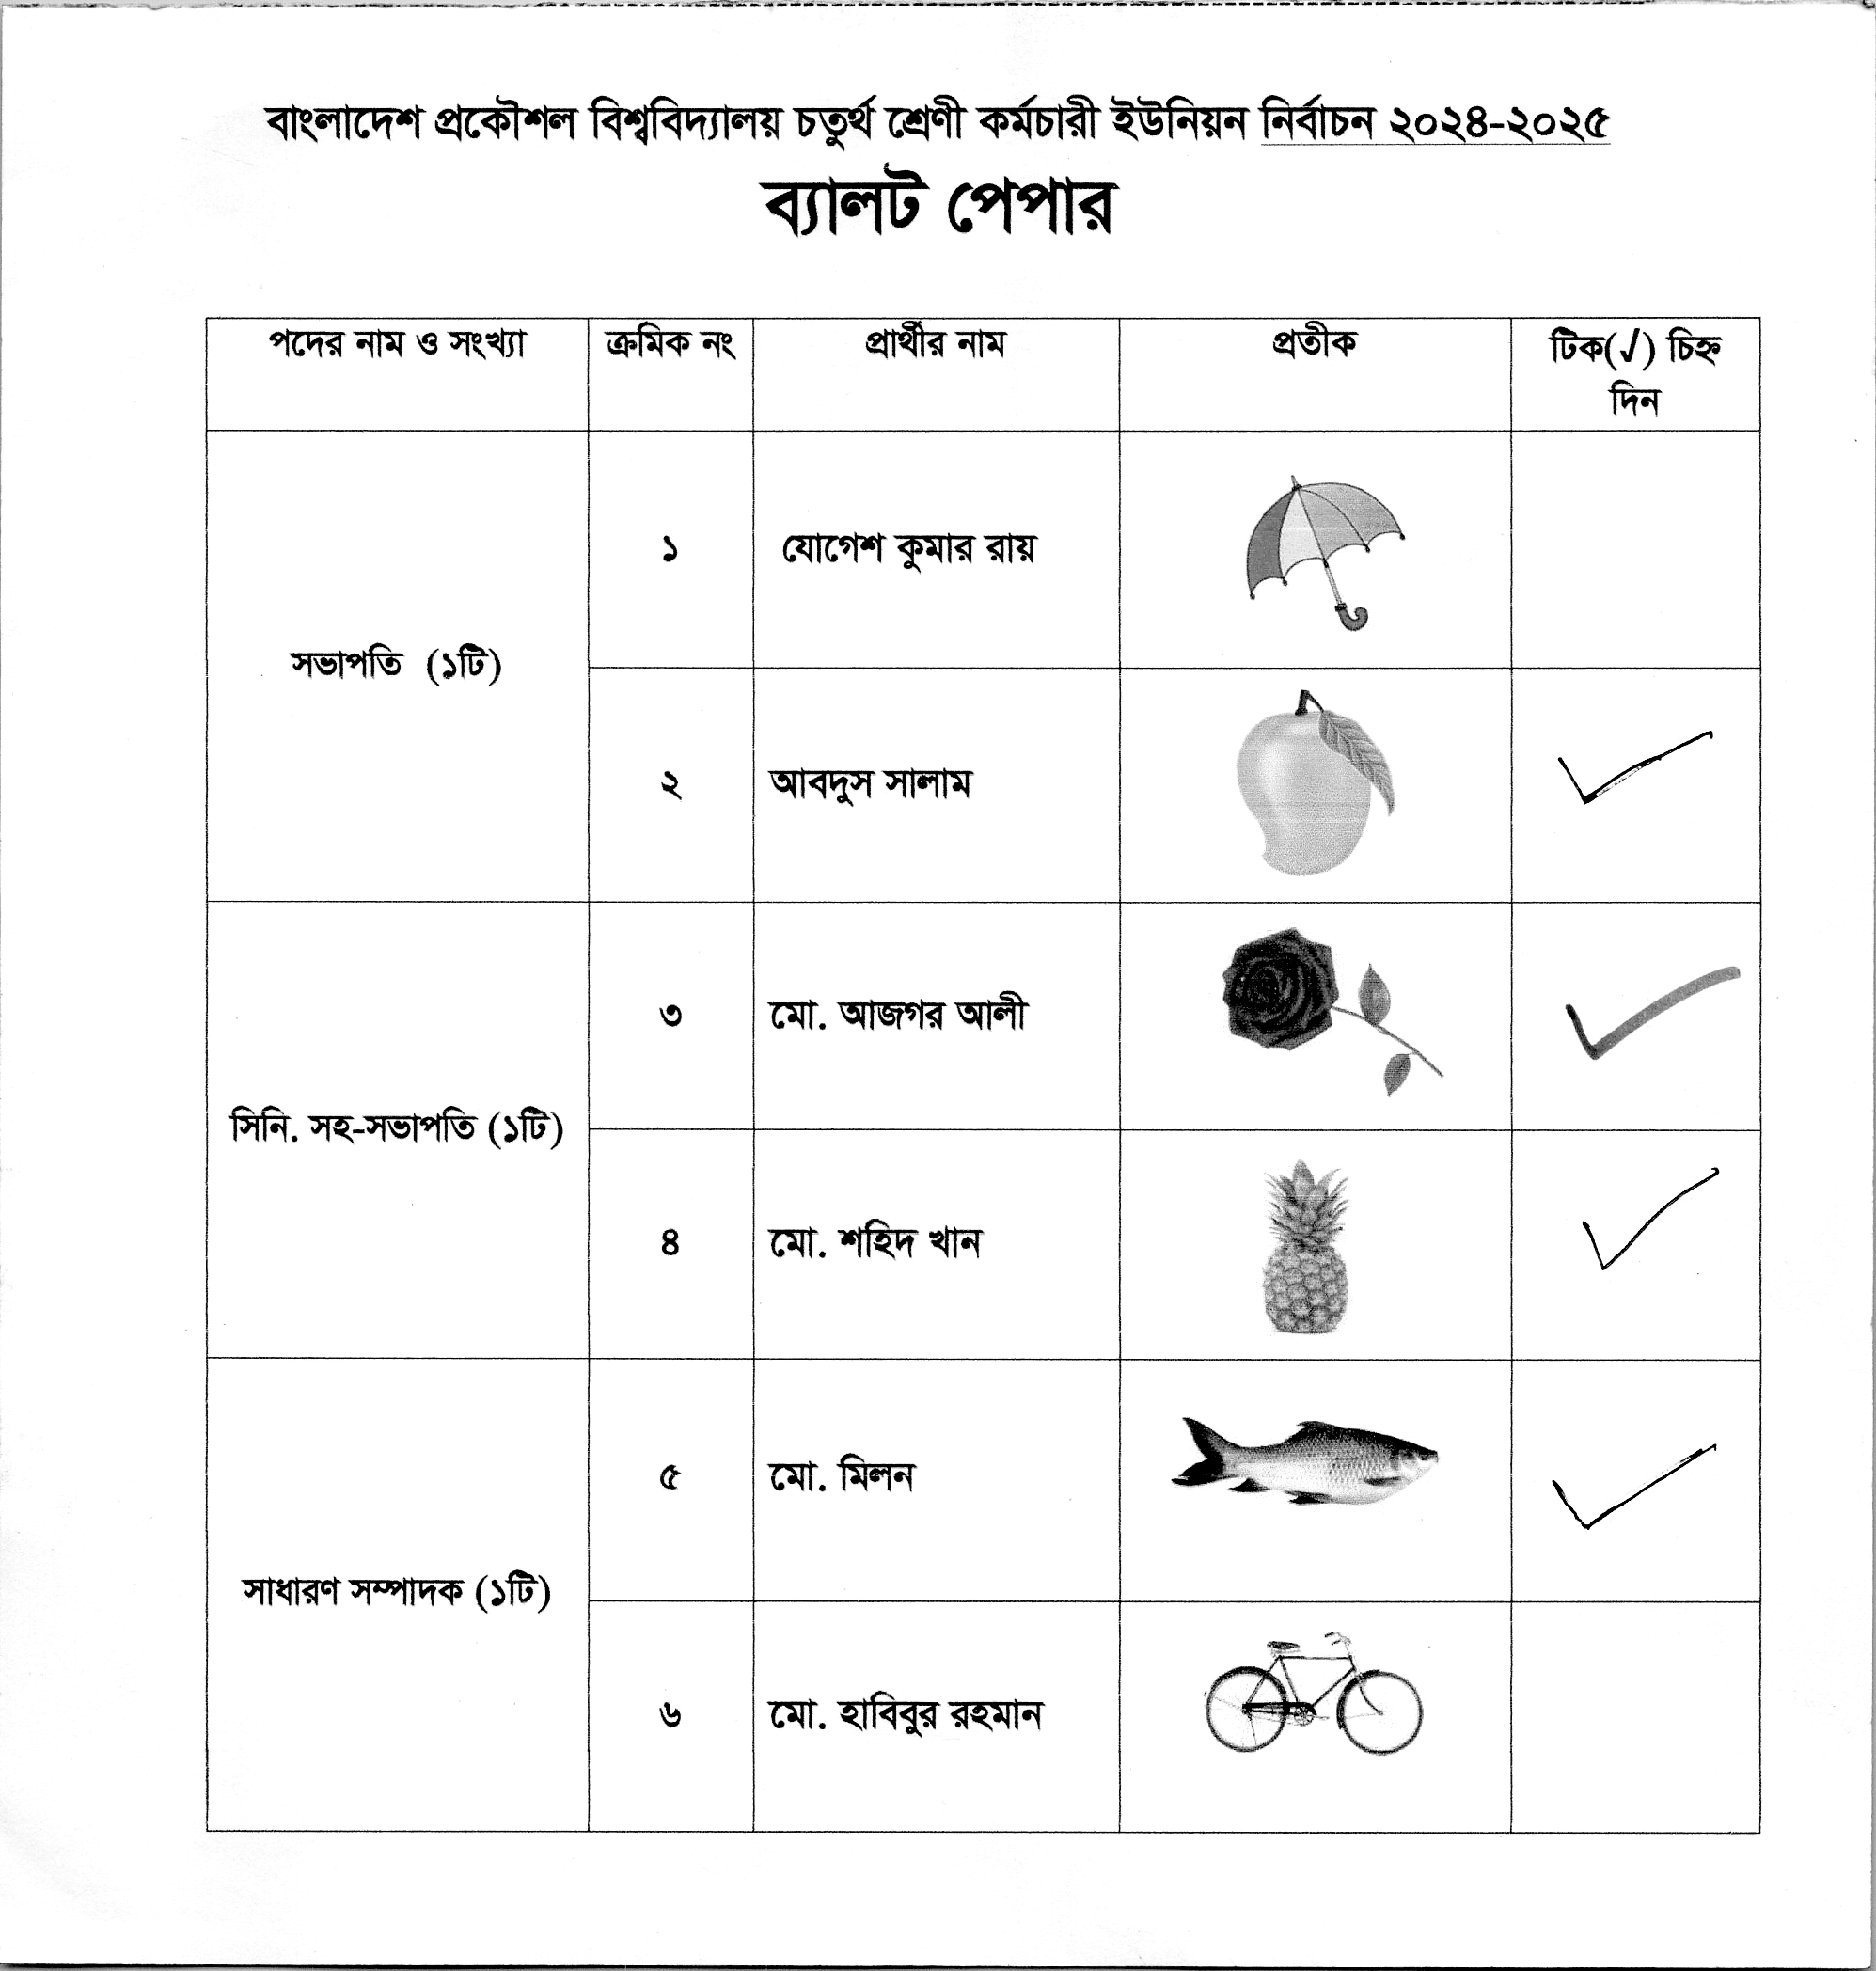 বাংলাদেশ প্রকৌশল বিশ্ববিদ্যালয় চতুর্থ শ্রেণী কর্মচারী ইউনিয়ন নির্বাচন ২০২৪-২০২৫
ব্যালট পেপার
পদের নাম ও সংখ্যা ক্রমিক নং প্রার্থীর নাম প্রতীক টিক(√) চিহ্ন
দিন
সভাপতি (১টি)
১ যোগেশ কুমার রায়
২ আবদুস সালাম ✓
সিনি. সহ-সভাপতি (১টি)
৩ মো. আজগর আলী ✓
৪ মো. শহিদ খান ✓
সাধারণ সম্পাদক (১টি)
৫ মো. মিলন ✓
৬ মো. হাবিবুর রহমান